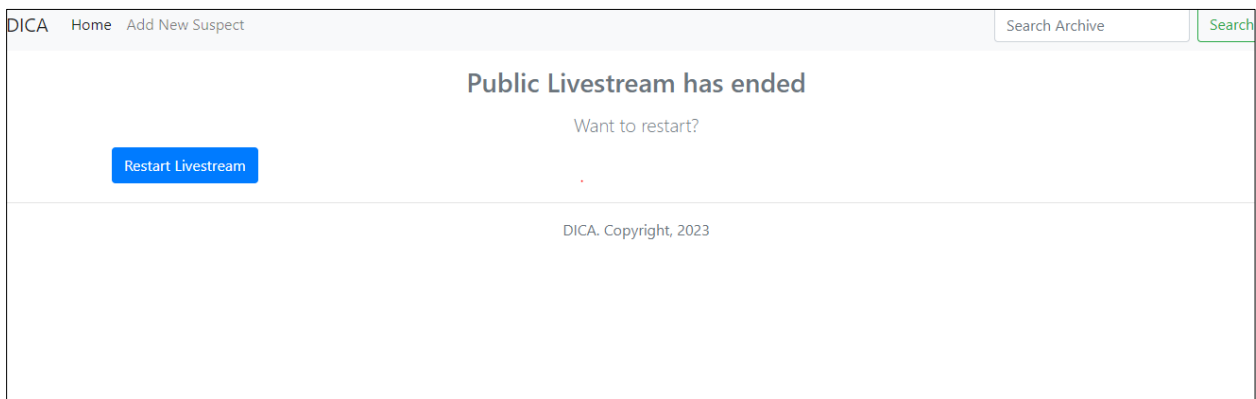 DICA Home Add New Suspect Search Archive Search
Public Livestream has ended
Want to restart?
Restart Livestream
DICA. Copyright, 2023